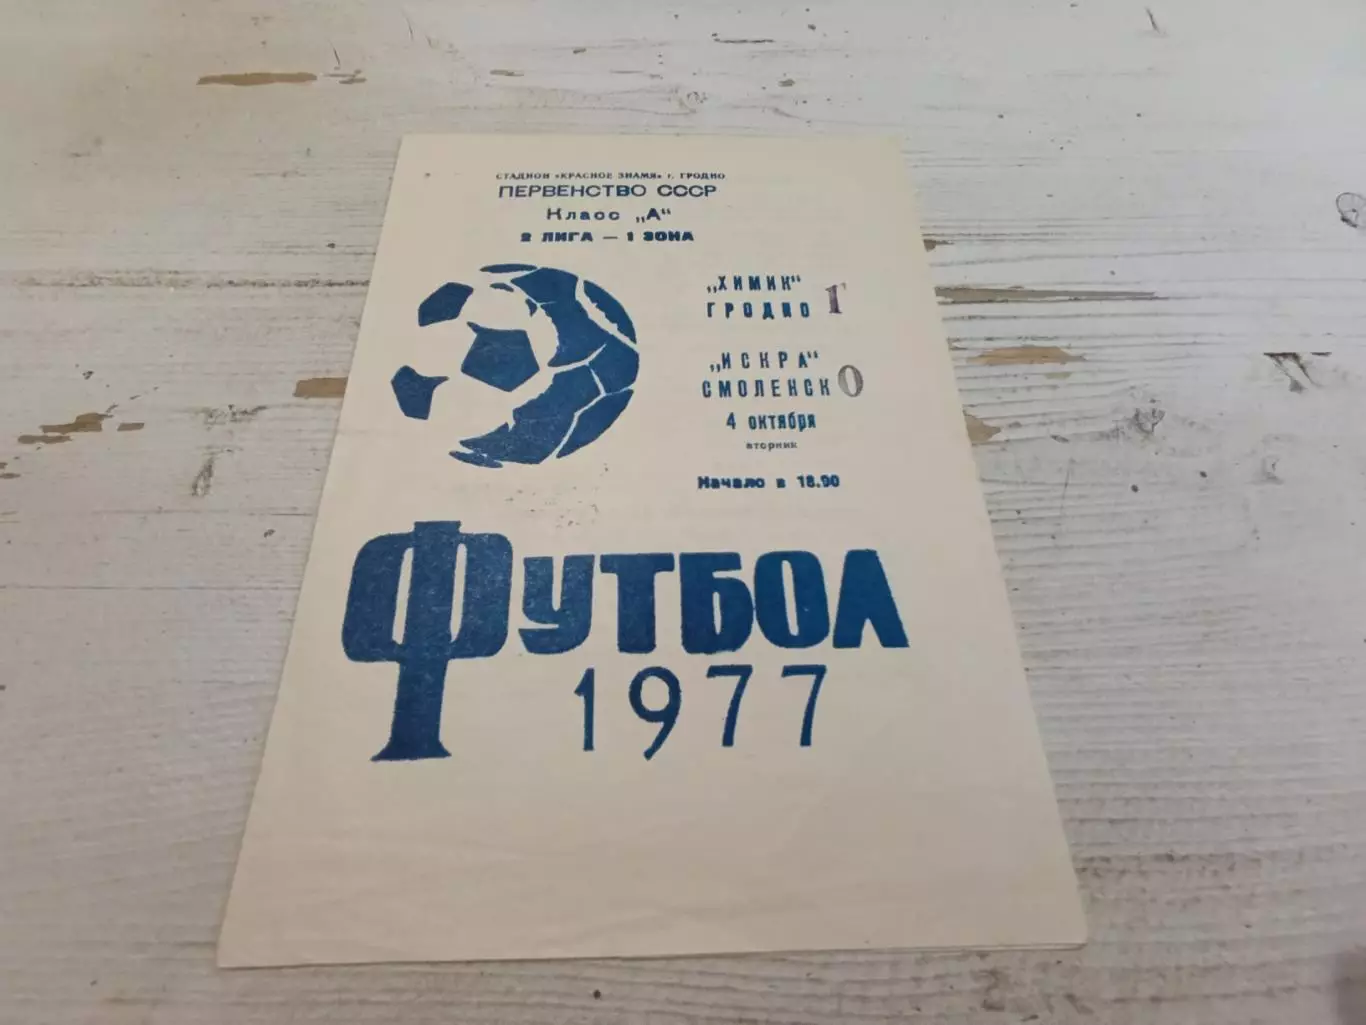 СТАДИОН «КРАСНОЕ ЗНАМЯ» г. ГРОДНО
ПЕРВЕНСТВО СССР
Класс „А“
2 ЛИГА — 1 ЗОНА
„ХИМИК“
ГРОДНО 1
„ИСКРА“
СМОЛЕНСК 0
4 октября
вторник
Начало в 18.00
ФУТБОЛ
1977